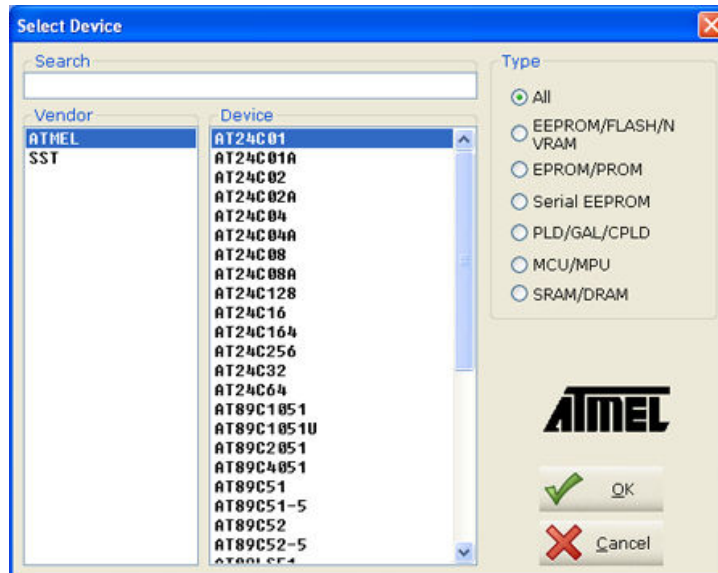 Select Device
Search
Type
All
EEPROM/FLASH/N
VRAM
EPROM/PROM
Serial EEPROM
PLD/GAL/CPLD
MCU/MPU
SRAM/DRAM
Vendor
ATMEL
SST
Device
AT24C01
AT24C01A
AT24C02
AT24C02A
AT24C04
AT24C04A
AT24C08
AT24C08A
AT24C128
AT24C16
AT24C164
AT24C256
AT24C32
AT24C64
AT89C1051
AT89C1051U
AT89C2051
AT89C4051
AT89C51
AT89C51-5
AT89C52
AT89C52-5
ATMEL
OK
Cancel